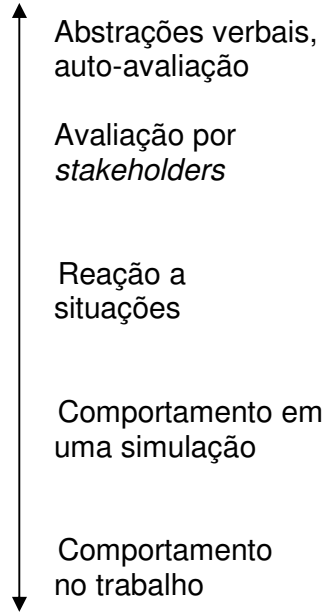 Abstrações verbais,
auto-avaliação
Avaliação por
stakeholders
Reação a
situações
Comportamento em
uma simulação
Comportamento
no trabalho